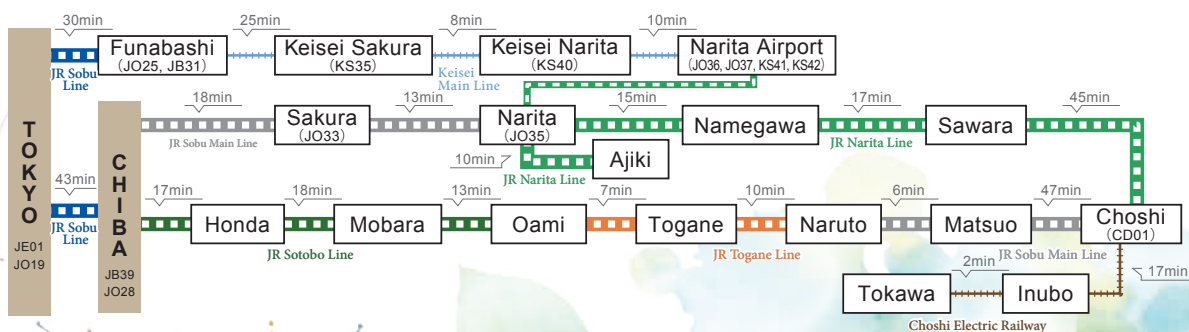 30min
25min
8min
10min
Funabashi
(JO25, JB31)
Keisei Sakura
(KS35)
Keisei Narita
(KS40)
Narita Airport
(JO36, JO37, KS41, KS42)
JR Sobu
Line
Keisei
Main Line
TOKYO
JE01
JO19
18min
13min
15min
17min
45min
Sakura
(JO33)
Narita
(JO35)
Namegawa
Sawara
JR Sobu Main Line
JR Narita Line
10min
Ajiki
JR Narita Line
CHIBA
JB39
JO28
43min
JR Sobu
Line
17min
18min
13min
7min
10min
6min
47min
Honda
Mobara
Oami
Togane
Naruto
Matsuo
Choshi
(CD01)
JR Sotobo Line
JR Togane Line
JR Sobu Main Line
2min
17min
Tokawa
Inubo
Choshi Electric Railway